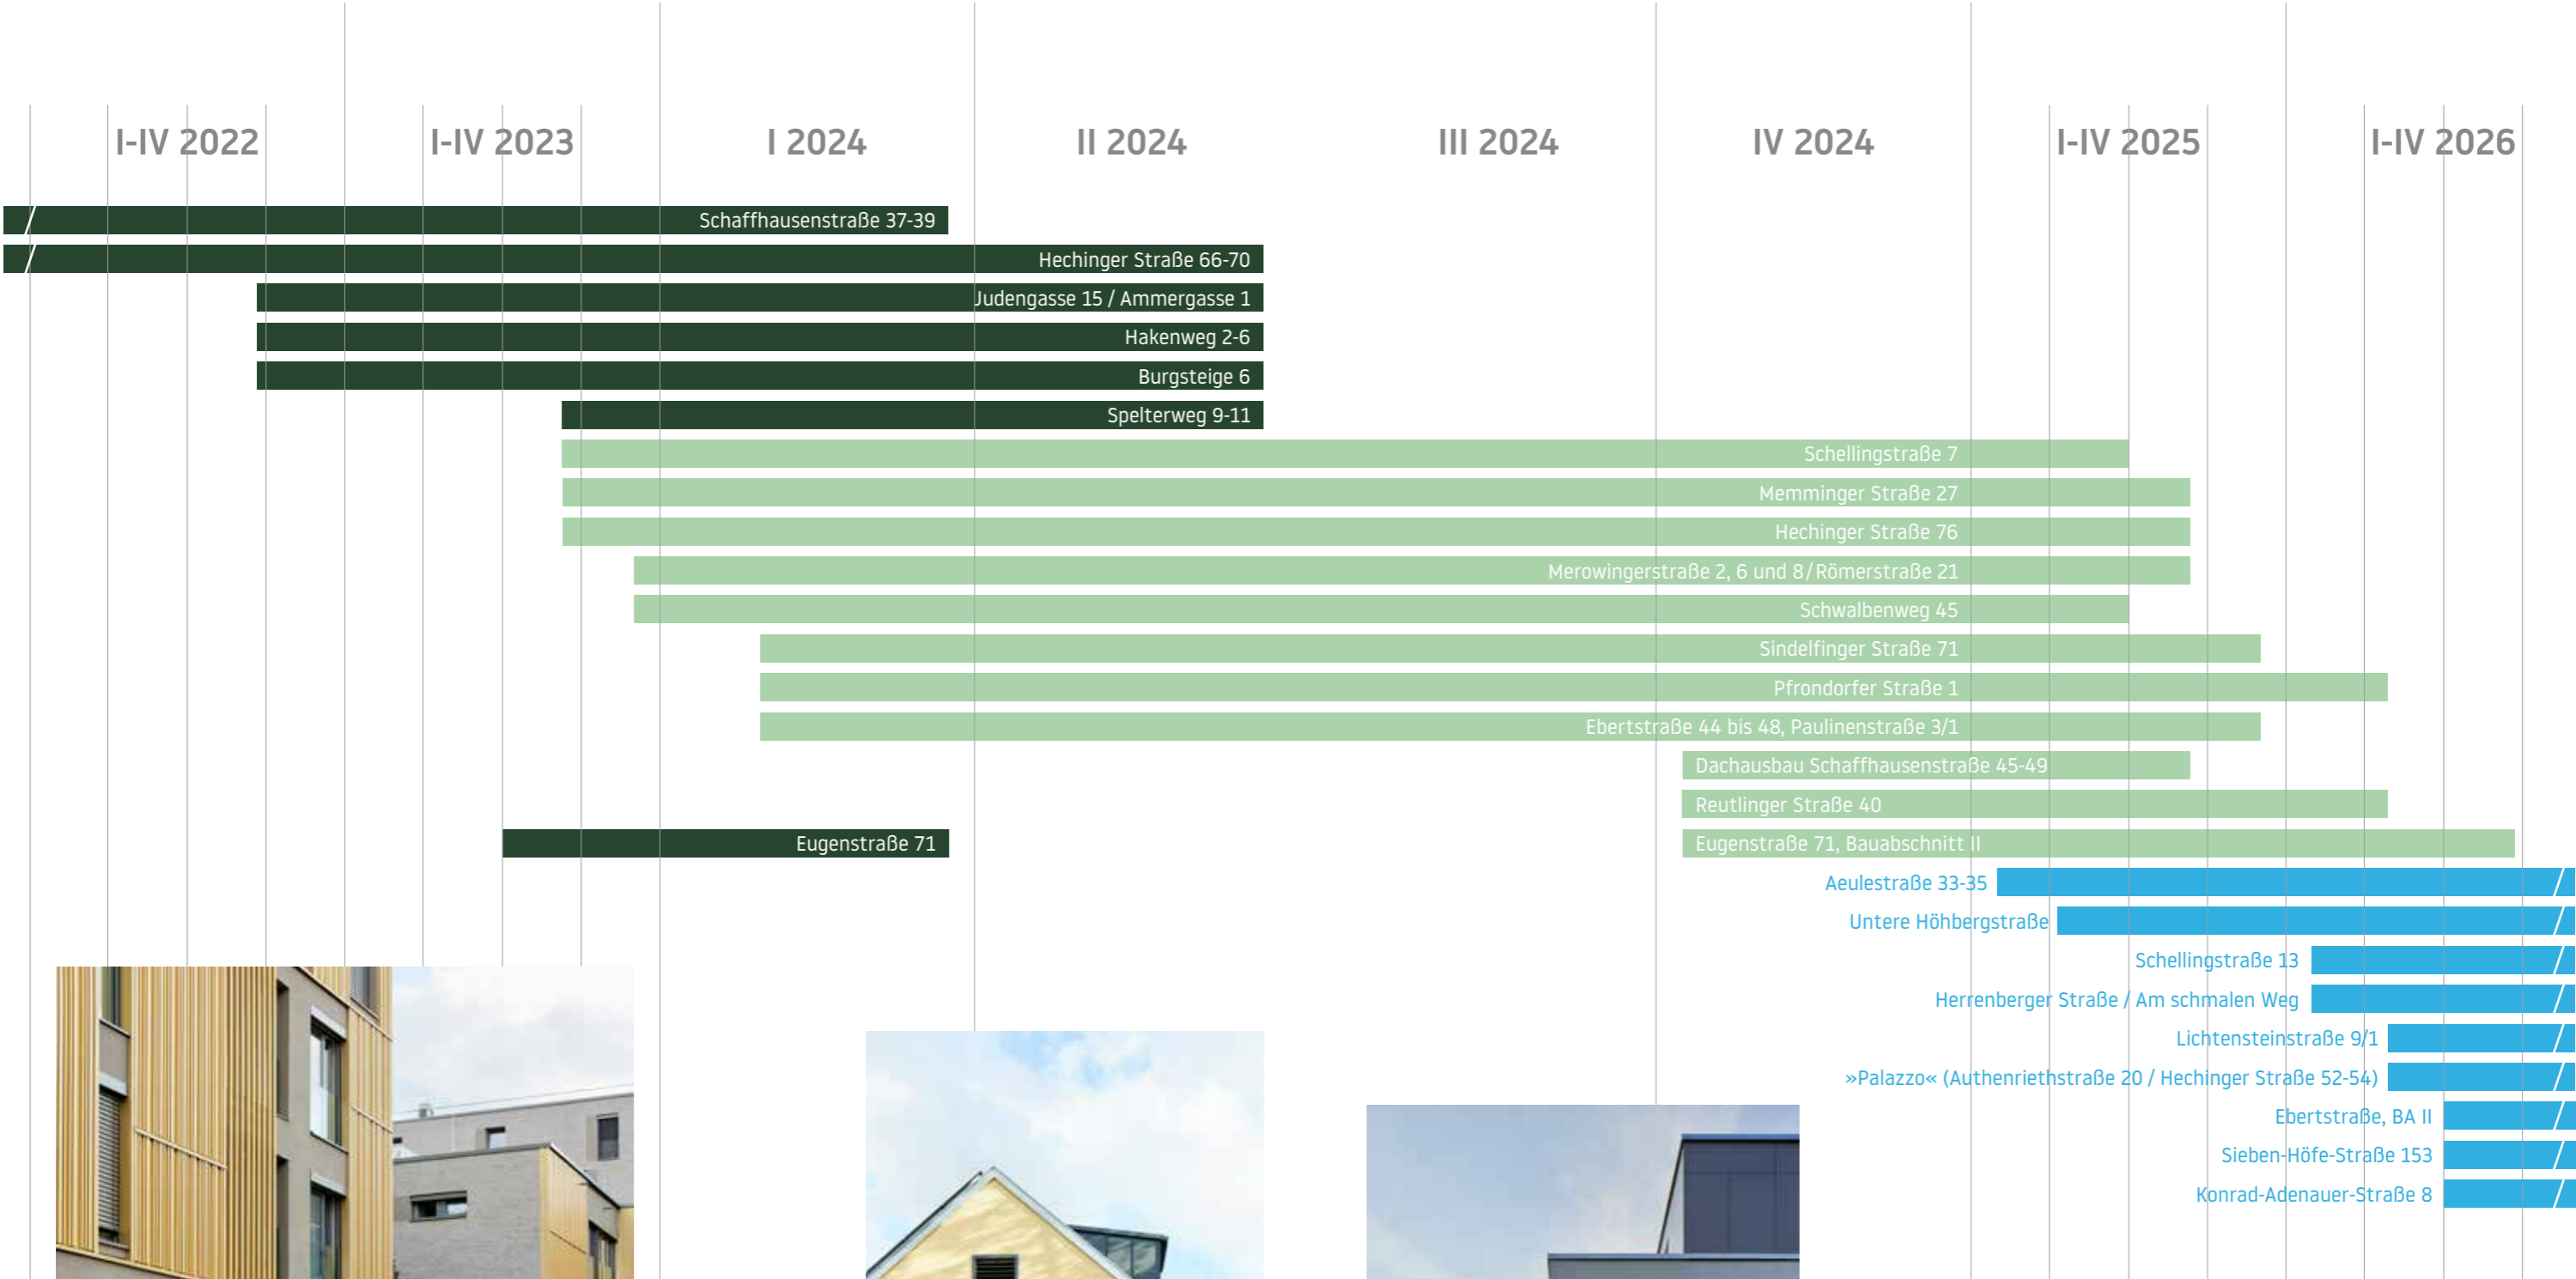 I-IV 2022 I-IV 2023 I 2024 II 2024 III 2024 IV 2024 I-IV 2025 I-IV 2026
Schaffhausenstraße 37-39
Hechinger Straße 66-70
Judengasse 15 / Ammergasse 1
Hakenweg 2-6
Burgsteige 6
Spelterweg 9-11
Schellingstraße 7
Memminger Straße 27
Hechinger Straße 76
Merowingerstraße 2, 6 und 8/Römerstraße 21
Schwalbenweg 45
Sindelfinger Straße 71
Pfrondorfer Straße 1
Ebertstraße 44 bis 48, Paulinenstraße 3/1
Dachausbau Schaffhausenstraße 45-49
Reutlinger Straße 40
Eugenstraße 71 Eugenstraße 71, Bauabschnitt II
Aeulestraße 33-35
Untere Höhbergstraße
Schellingstraße 13
Herrenberger Straße / Am schmalen Weg
Lichtensteinstraße 9/1
»Palazzo« (Authenriethstraße 20 / Hechinger Straße 52-54)
Ebertstraße, BA II
Sieben-Höfe-Straße 153
Konrad-Adenauer-Straße 8